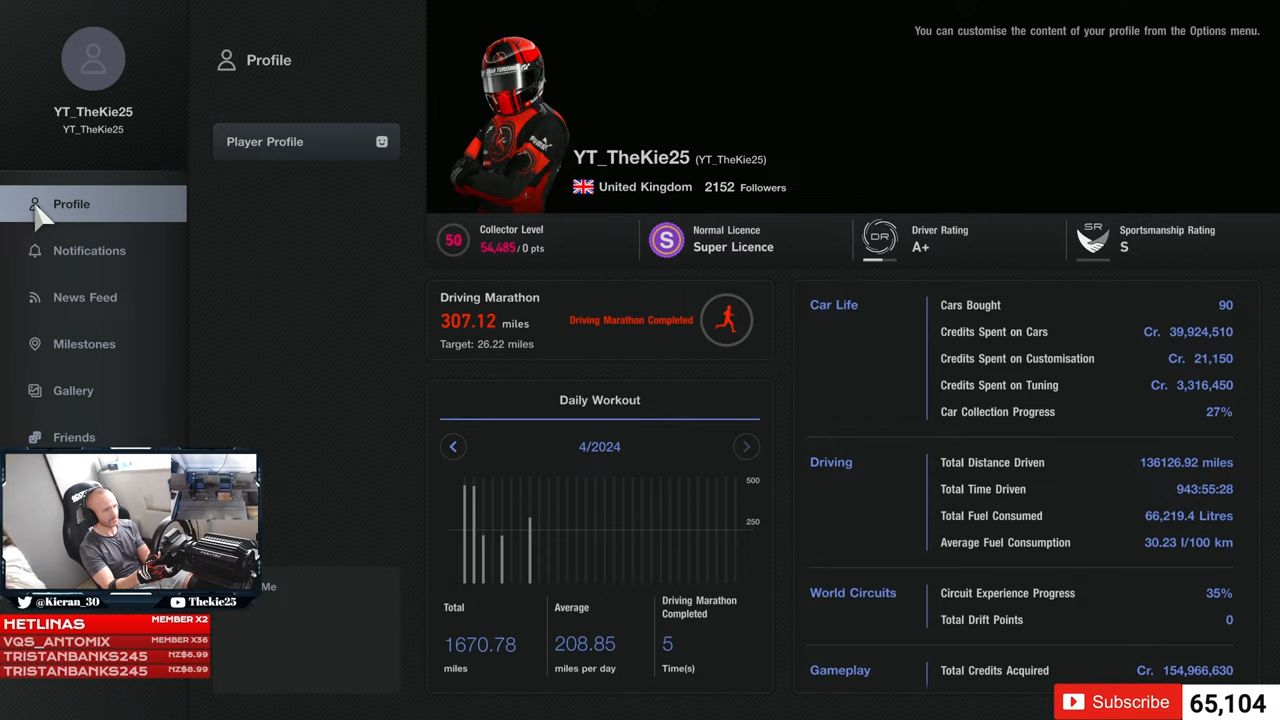 YT_TheKie25
YT_TheKie25
Profile
Notifications
News Feed
Milestones
Gallery
Friends
Profile
Player Profile
Me
You can customise the content of your profile from the Options menu.
YT_TheKie25 (YT_TheKie25)
United Kingdom 2152 Followers
50 Collector Level
54,485 / 0 pts
S Normal Licence
Super Licence
DR Driver Rating
A+
SR Sportsmanship Rating
S
Driving Marathon
307.12 miles
Driving Marathon Completed
Target: 26.22 miles
Daily Workout
4/2024
500
250
Total
1670.78
miles
Average
208.85
miles per day
Driving Marathon
Completed
5
Time(s)
Car Life
Cars Bought 90
Credits Spent on Cars Cr. 39,924,510
Credits Spent on Customisation Cr. 21,150
Credits Spent on Tuning Cr. 3,316,450
Car Collection Progress 27%
Driving
Total Distance Driven 136126.92 miles
Total Time Driven 943:55:28
Total Fuel Consumed 66,219.4 Litres
Average Fuel Consumption 30.23 l/100 km
World Circuits
Circuit Experience Progress 35%
Total Drift Points 0
Gameplay
Total Credits Acquired Cr. 154,966,630
@Kieran_30 Thekie25
HETLINAS MEMBER X2
VQS_ANTOMIX MEMBER X36
TRISTANBANKS245 NZ$6.99
TRISTANBANKS245 NZ$8.99
Subscribe 65,104